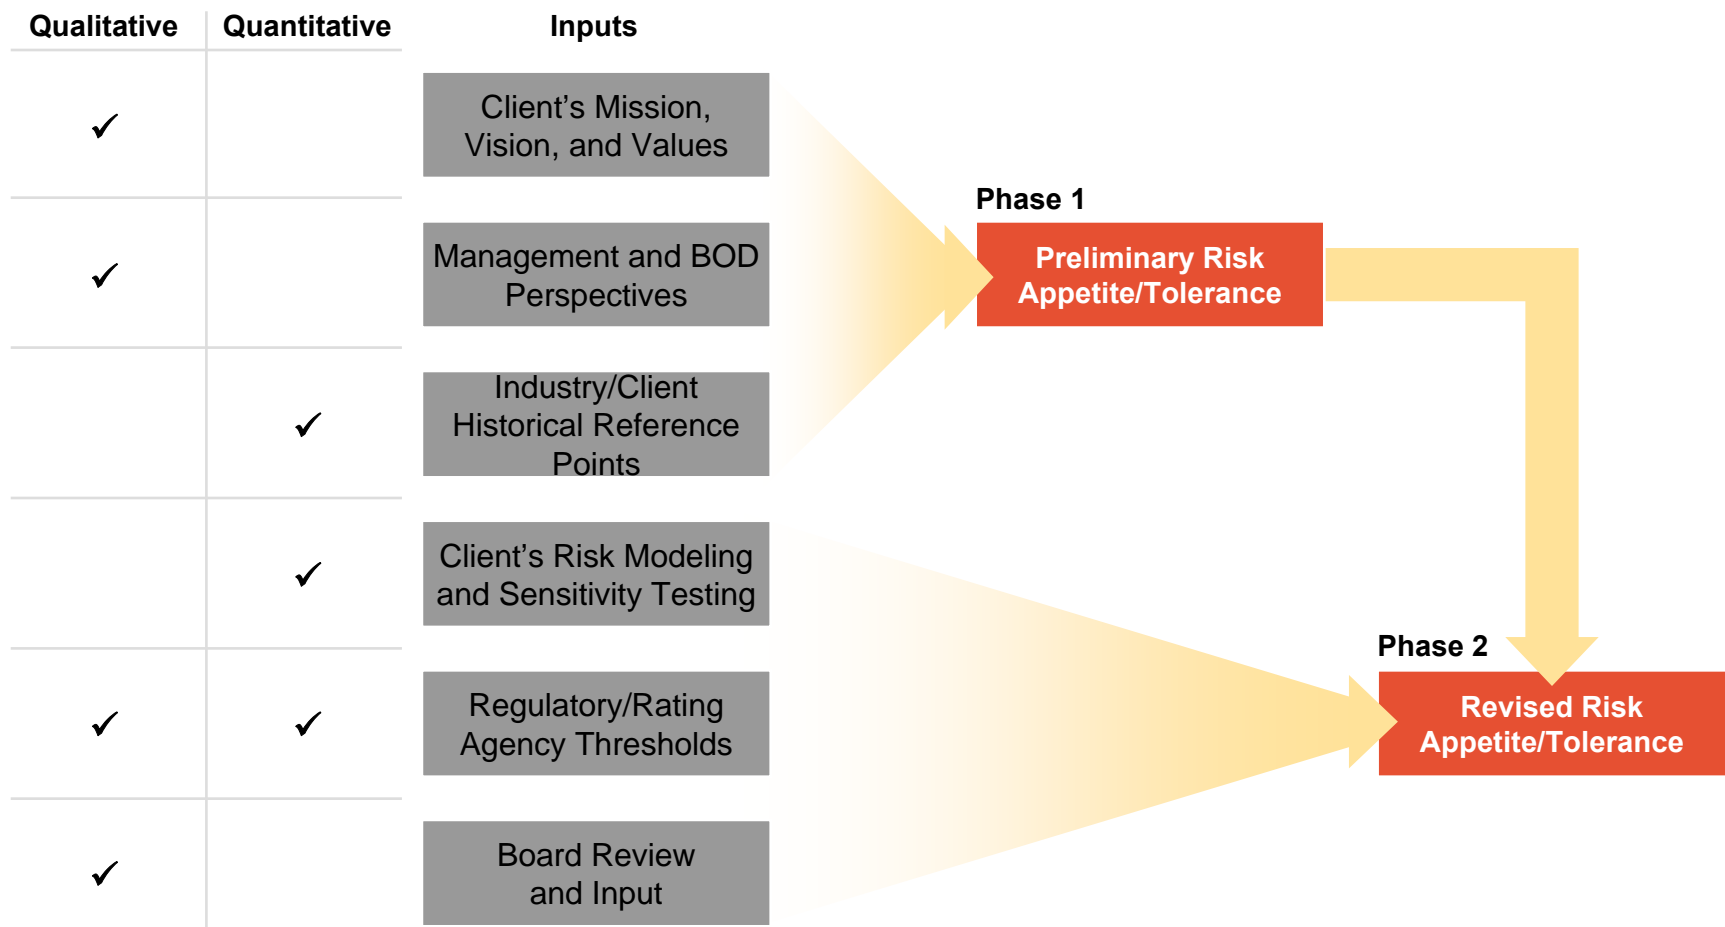 Qualitative Quantitative Inputs
✓ Client’s Mission,
Vision, and Values
Phase 1
✓ Management and BOD
Perspectives
Preliminary Risk
Appetite/Tolerance
✓ Industry/Client
Historical Reference
Points
✓ Client’s Risk Modeling
and Sensitivity Testing
Phase 2
✓ ✓ Regulatory/Rating
Agency Thresholds
Revised Risk
Appetite/Tolerance
✓ Board Review
and Input